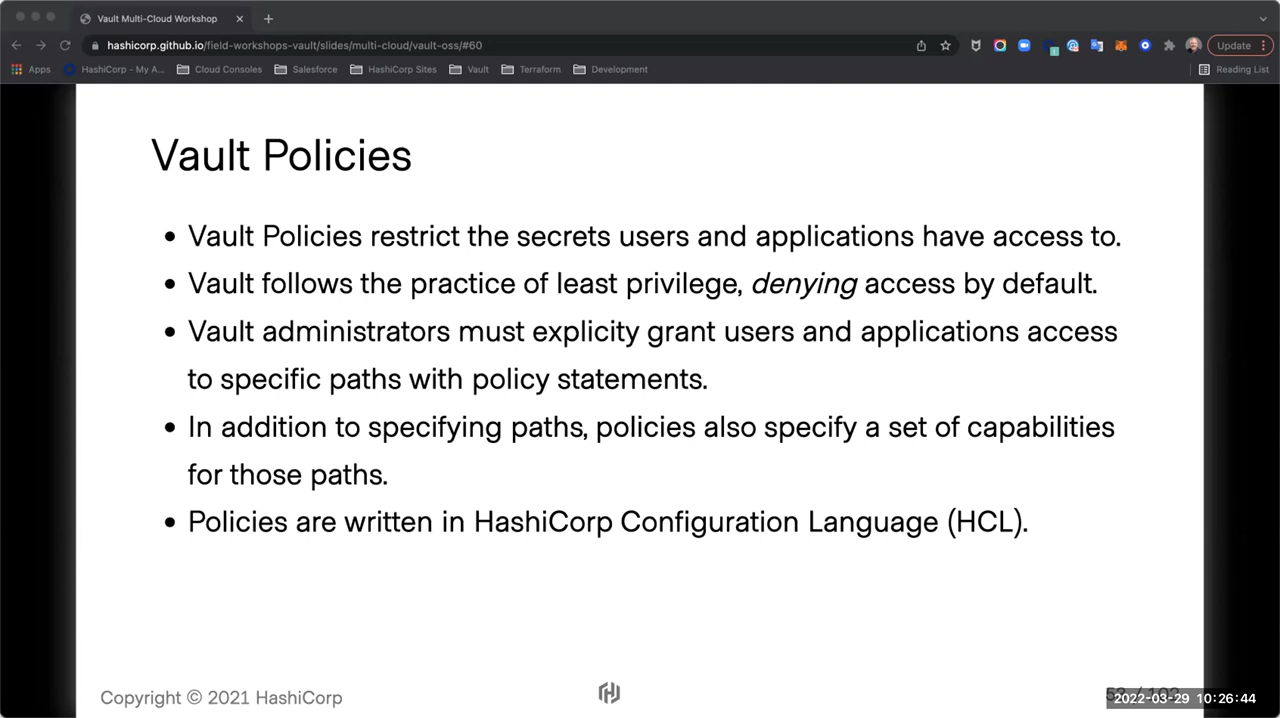 Vault Multi-Cloud Workshop
hashicorp.github.io/field-workshops-vault/slides/multi-cloud/vault-oss/#60
Update
Apps
HashiCorp - My A...
Cloud Consoles
Salesforce
HashiCorp Sites
Vault
Terraform
Development
Reading List
Vault Policies
• Vault Policies restrict the secrets users and applications have access to.
• Vault follows the practice of least privilege, denying access by default.
• Vault administrators must explicity grant users and applications access
to specific paths with policy statements.
• In addition to specifying paths, policies also specify a set of capabilities
for those paths.
• Policies are written in HashiCorp Configuration Language (HCL).
Copyright © 2021 HashiCorp
2022-03-29 10:26:44